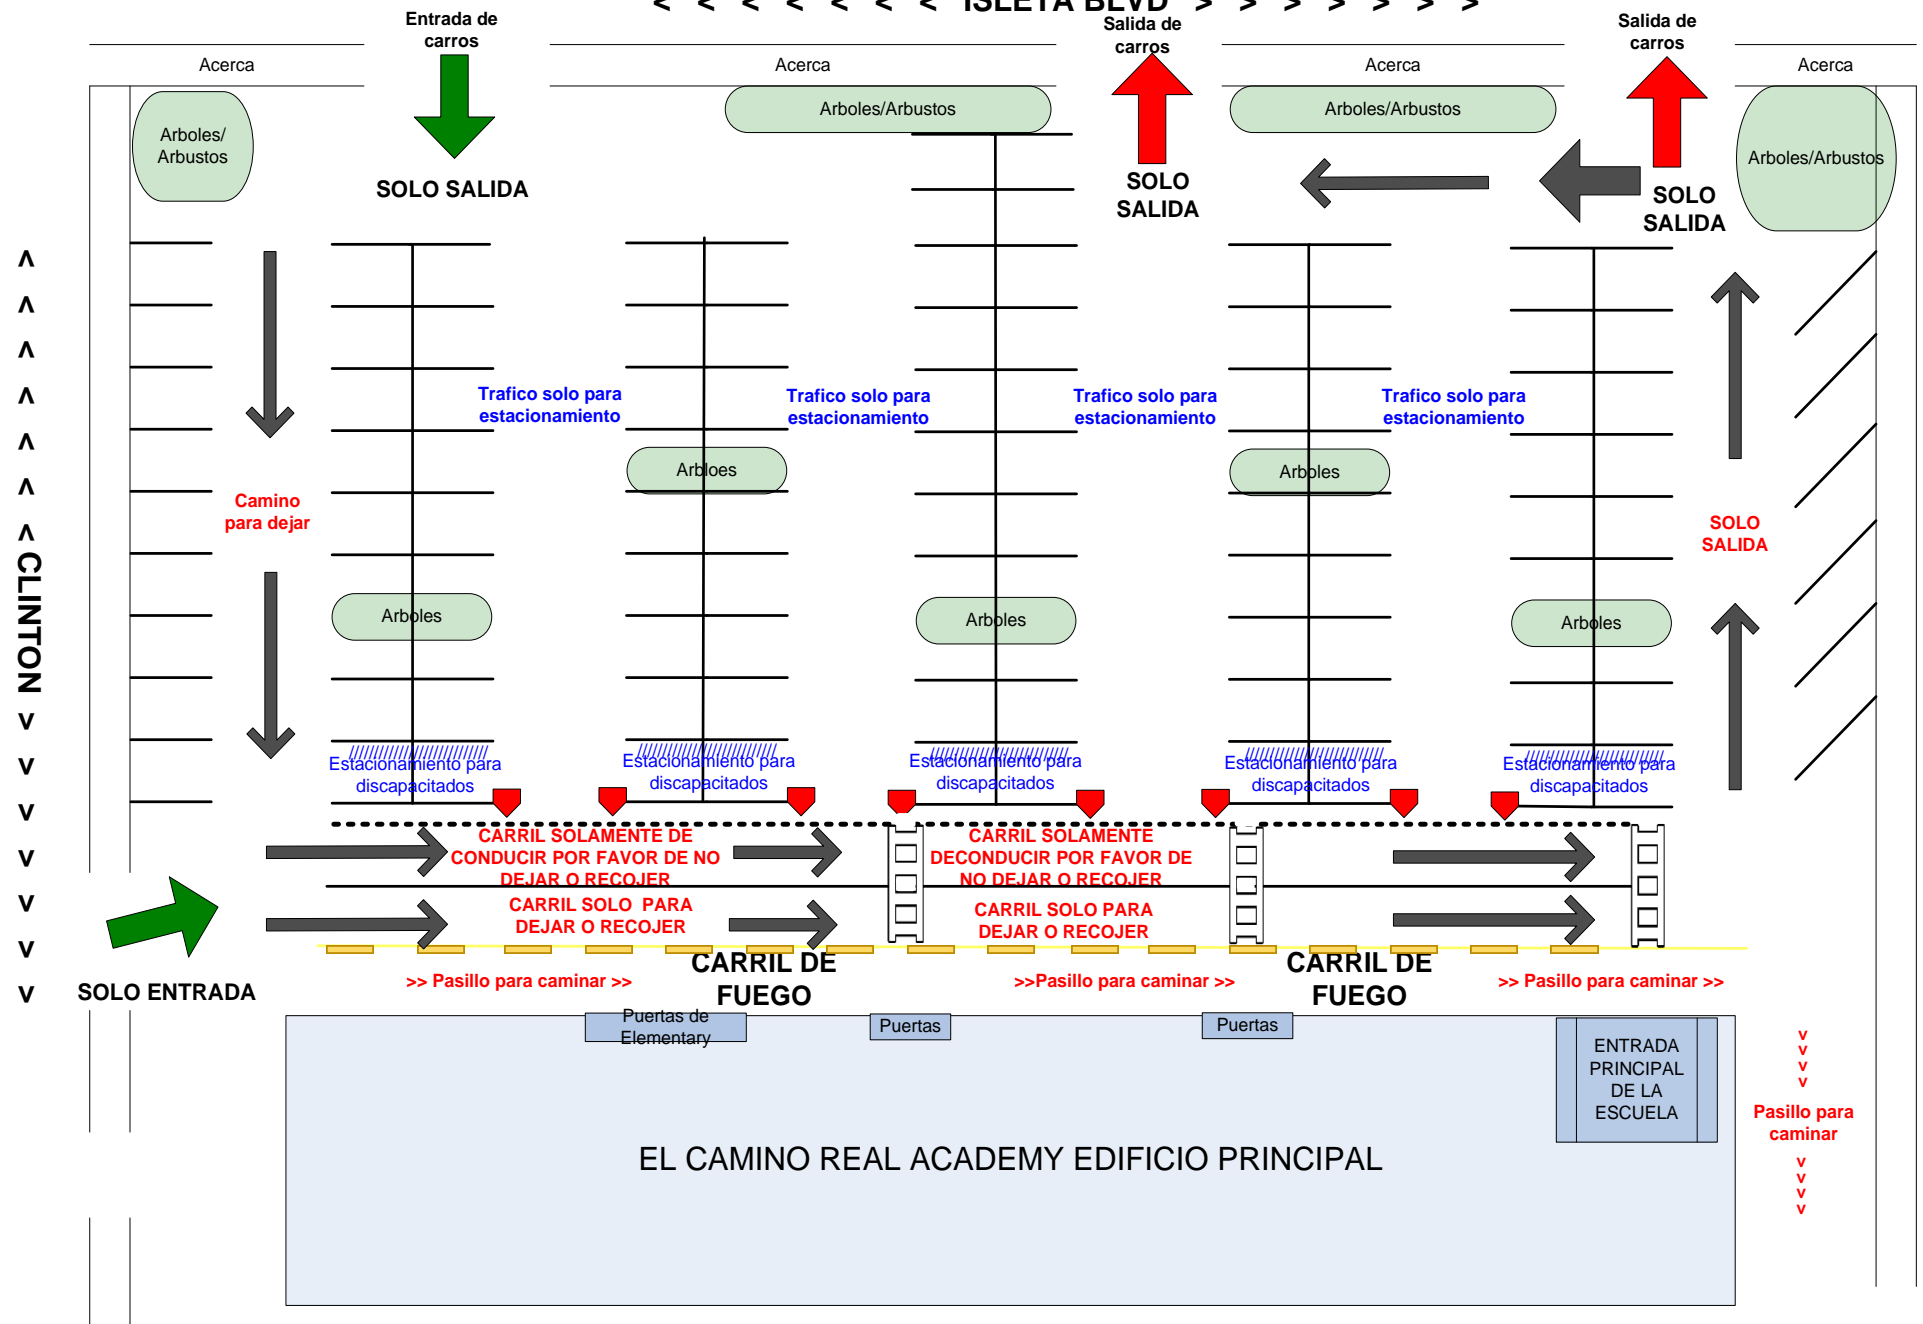 < < < < < < < ISLETA BLVD > > > > > > >
Entrada de
carros
Salida de
carros
Salida de
carros
Acerca
Acerca
Acerca
Acerca
Arboles/
Arbustos
Arboles/Arbustos
Arboles/Arbustos
Arboles/Arbustos
SOLO SALIDA
SOLO
SALIDA
SOLO
SALIDA
< < < < < < < CLINTON > > > > > > >
Trafico solo para
estacionamiento
Trafico solo para
estacionamiento
Trafico solo para
estacionamiento
Trafico solo para
estacionamiento
Arbloes
Arboles
Camino
para dejar
SOLO
SALIDA
Arboles
Arboles
Arboles
Estacionamiento para
discapacitados
Estacionamiento para
discapacitados
Estacionamiento para
discapacitados
Estacionamiento para
discapacitados
Estacionamiento para
discapacitados
CARRIL SOLAMENTE DE
CONDUCIR POR FAVOR DE NO
DEJAR O RECOJER
CARRIL SOLAMENTE
DECONDUCIR POR FAVOR DE
NO DEJAR O RECOJER
CARRIL SOLO PARA
DEJAR O RECOJER
CARRIL SOLO PARA
DEJAR O RECOJER
SOLO ENTRADA
>> Pasillo para caminar >>
CARRIL DE
FUEGO
>>Pasillo para caminar >>
CARRIL DE
FUEGO
>> Pasillo para caminar >>
Puertas de
Elementary
Puertas
Puertas
ENTRADA
PRINCIPAL
DE LA
ESCUELA
v
v
v
v
Pasillo para
caminar
v
v
v
v
EL CAMINO REAL ACADEMY EDIFICIO PRINCIPAL